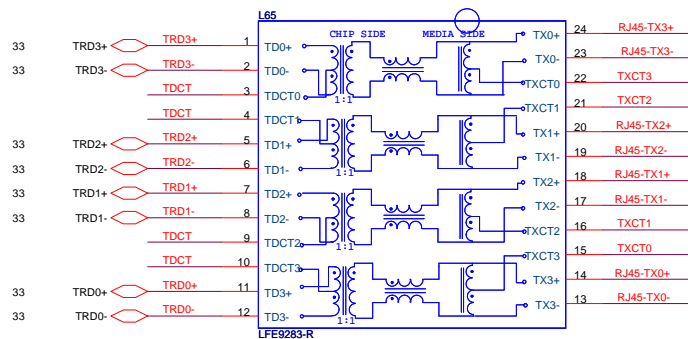 L65
CHIP SIDE MEDIA SIDE
33 TRD3+ TRD3+ 1 TD0+ TX0+ 24 RJ45-TX3+
33 TRD3- TRD3- 2 TD0- TX0- 23 RJ45-TX3-
TDCT 3 TDCT0 TXCT0 22 TXCT3
1:1
TDCT 4 TDCT1 TXCT1 21 TXCT2
33 TRD2+ TRD2+ 5 TD1+ TX1+ 20 RJ45-TX2+
33 TRD2- TRD2- 6 TD1- TX1- 19 RJ45-TX2-
1:1
33 TRD1+ TRD1+ 7 TD2+ TX2+ 18 RJ45-TX1+
33 TRD1- TRD1- 8 TD2- TX2- 17 RJ45-TX1-
TDCT 9 TDCT2 TXCT2 16 TXCT1
1:1
TDCT 10 TDCT3 TXCT3 15 TXCT0
33 TRD0+ TRD0+ 11 TD3+ TX3+ 14 RJ45-TX0+
33 TRD0- TRD0- 12 TD3- TX3- 13 RJ45-TX0-
1:1
LFE9283-R